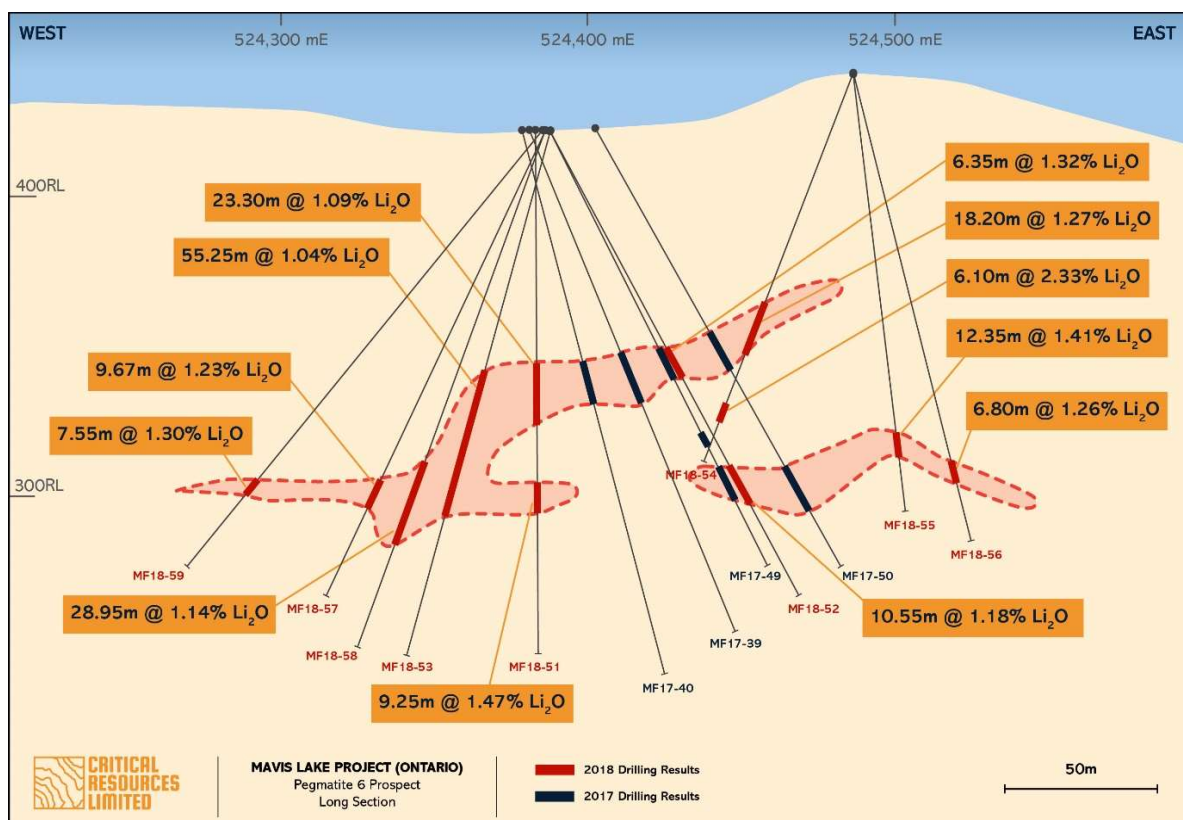 WEST
524,300 mE
524,400 mE
524,500 mE
EAST
400RL
300RL
23.30m @ 1.09% Li₂O
55.25m @ 1.04% Li₂O
9.67m @ 1.23% Li₂O
7.55m @ 1.30% Li₂O
28.95m @ 1.14% Li₂O
9.25m @ 1.47% Li₂O
6.35m @ 1.32% Li₂O
18.20m @ 1.27% Li₂O
6.10m @ 2.33% Li₂O
12.35m @ 1.41% Li₂O
6.80m @ 1.26% Li₂O
10.55m @ 1.18% Li₂O
MF18-59
MF18-57
MF18-58
MF18-53
MF18-51
MF17-40
MF17-39
MF17-49
MF18-52
MF17-50
MF18-54
MF18-55
MF18-56
CRITICAL
RESOURCES
LIMITED
MAVIS LAKE PROJECT (ONTARIO)
Pegmatite 6 Prospect
Long Section
2018 Drilling Results
2017 Drilling Results
50m